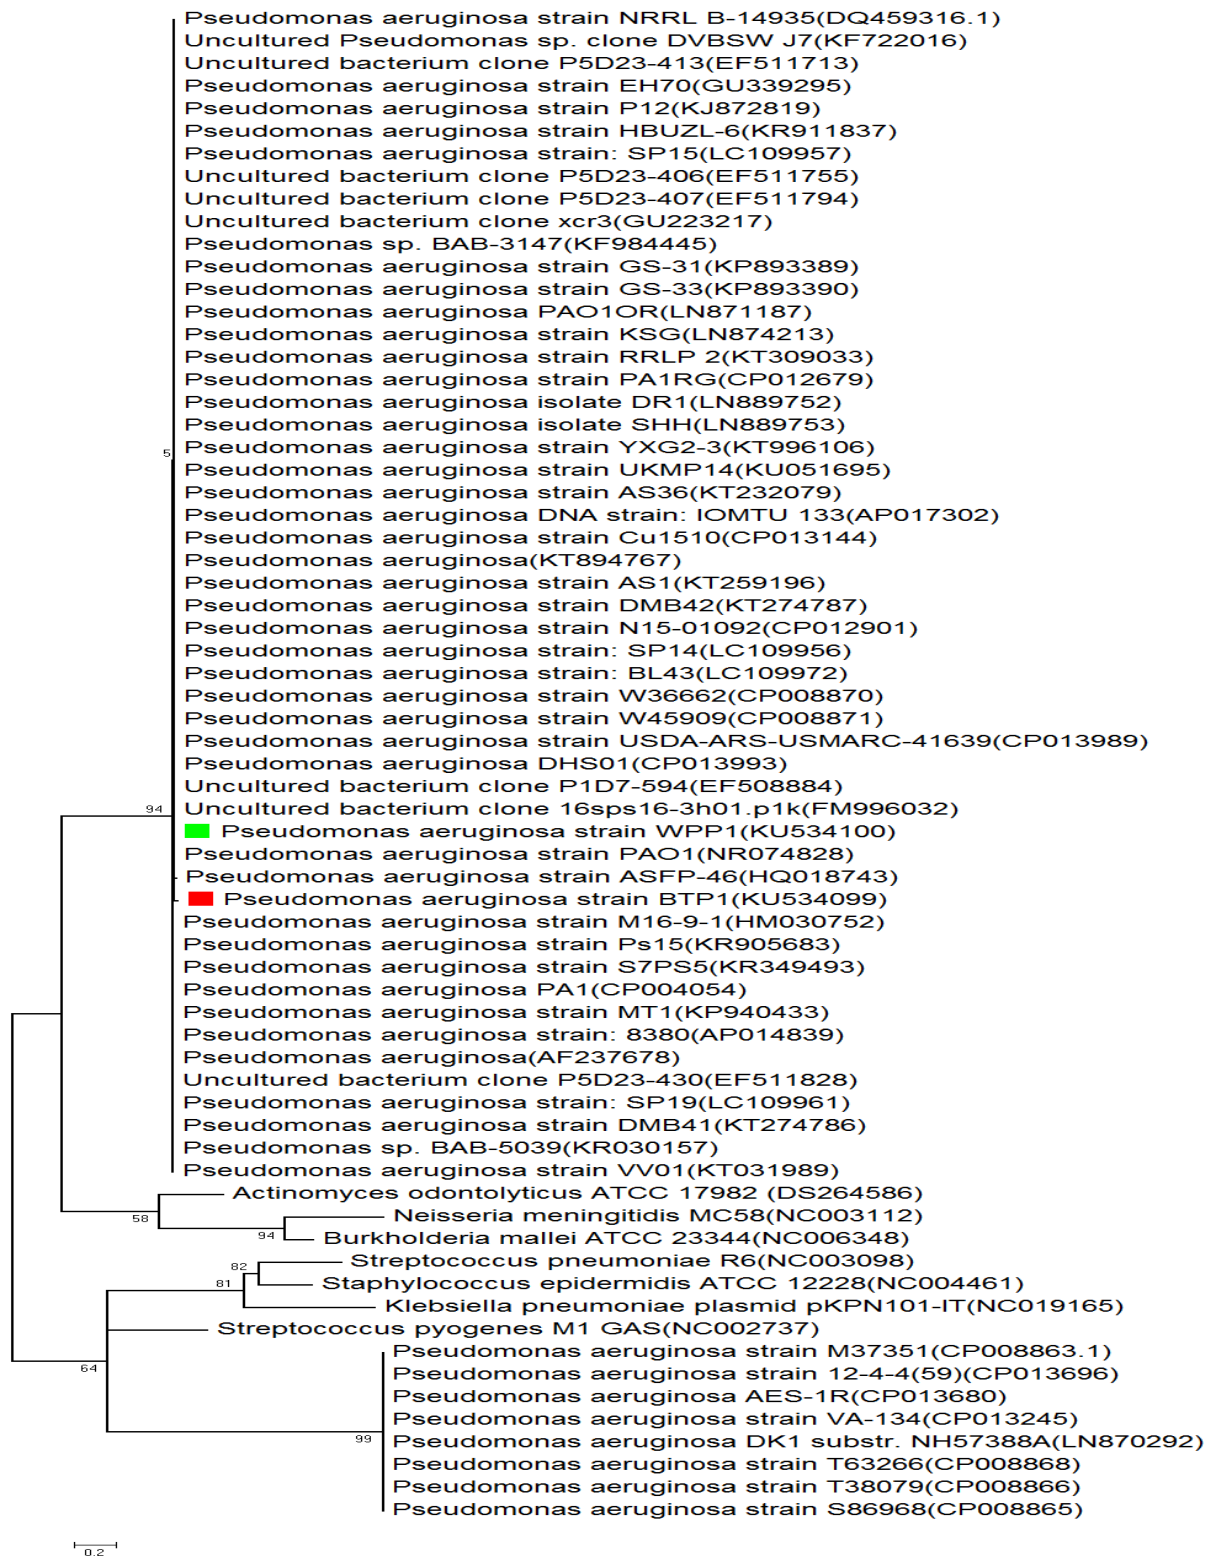 Pseudomonas aeruginosa strain NRRL B-14935(DQ459316.1)
Uncultured Pseudomonas sp. clone DVBSW J7(KF722016)
Uncultured bacterium clone P5D23-413(EF511713)
Pseudomonas aeruginosa strain EH70(GU339295)
Pseudomonas aeruginosa strain P12(KJ872819)
Pseudomonas aeruginosa strain HBUZL-6(KR911837)
Pseudomonas aeruginosa strain: SP15(LC109957)
Uncultured bacterium clone P5D23-406(EF511755)
Uncultured bacterium clone P5D23-407(EF511794)
Uncultured bacterium clone xcr3(GU223217)
Pseudomonas sp. BAB-3147(KF984445)
Pseudomonas aeruginosa strain GS-31(KP893389)
Pseudomonas aeruginosa strain GS-33(KP893390)
Pseudomonas aeruginosa PAO1OR(LN871187)
Pseudomonas aeruginosa strain KSG(LN874213)
Pseudomonas aeruginosa strain RRLP 2(KT309033)
Pseudomonas aeruginosa strain PA1RG(CP012679)
Pseudomonas aeruginosa isolate DR1(LN889752)
Pseudomonas aeruginosa isolate SHH(LN889753)
Pseudomonas aeruginosa strain YXG2-3(KT996106)
5
Pseudomonas aeruginosa strain UKMP14(KU051695)
Pseudomonas aeruginosa strain AS36(KT232079)
Pseudomonas aeruginosa DNA strain: IOMTU 133(AP017302)
Pseudomonas aeruginosa strain Cu1510(CP013144)
Pseudomonas aeruginosa(KT894767)
Pseudomonas aeruginosa strain AS1(KT259196)
Pseudomonas aeruginosa strain DMB42(KT274787)
Pseudomonas aeruginosa strain N15-01092(CP012901)
Pseudomonas aeruginosa strain: SP14(LC109956)
Pseudomonas aeruginosa strain: BL43(LC109972)
Pseudomonas aeruginosa strain W36662(CP008870)
Pseudomonas aeruginosa strain W45909(CP008871)
Pseudomonas aeruginosa strain USDA-ARS-USMARC-41639(CP013989)
Pseudomonas aeruginosa DHS01(CP013993)
Uncultured bacterium clone P1D7-594(EF508884)
94
Uncultured bacterium clone 16sps16-3h01.p1k(FM996032)
Pseudomonas aeruginosa strain WPP1(KU534100)
Pseudomonas aeruginosa strain PAO1(NR074828)
Pseudomonas aeruginosa strain ASFP-46(HQ018743)
Pseudomonas aeruginosa strain BTP1(KU534099)
Pseudomonas aeruginosa strain M16-9-1(HM030752)
Pseudomonas aeruginosa strain Ps15(KR905683)
Pseudomonas aeruginosa strain S7PS5(KR349493)
Pseudomonas aeruginosa PA1(CP004054)
Pseudomonas aeruginosa strain MT1(KP940433)
Pseudomonas aeruginosa strain: 8380(AP014839)
Pseudomonas aeruginosa(AF237678)
Uncultured bacterium clone P5D23-430(EF511828)
Pseudomonas aeruginosa strain: SP19(LC109961)
Pseudomonas aeruginosa strain DMB41(KT274786)
Pseudomonas sp. BAB-5039(KR030157)
Pseudomonas aeruginosa strain VV01(KT031989)
Actinomyces odontolyticus ATCC 17982 (DS264586)
58
Neisseria meningitidis MC58(NC003112)
94
Burkholderia mallei ATCC 23344(NC006348)
Streptococcus pneumoniae R6(NC003098)
82
81
Staphylococcus epidermidis ATCC 12228(NC004461)
Klebsiella pneumoniae plasmid pKPN101-IT(NC019165)
Streptococcus pyogenes M1 GAS(NC002737)
64
Pseudomonas aeruginosa strain M37351(CP008863.1)
Pseudomonas aeruginosa strain 12-4-4(59)(CP013696)
Pseudomonas aeruginosa AES-1R(CP013680)
Pseudomonas aeruginosa strain VA-134(CP013245)
99
Pseudomonas aeruginosa DK1 substr. NH57388A(LN870292)
Pseudomonas aeruginosa strain T63266(CP008868)
Pseudomonas aeruginosa strain T38079(CP008866)
Pseudomonas aeruginosa strain S86968(CP008865)
0.2